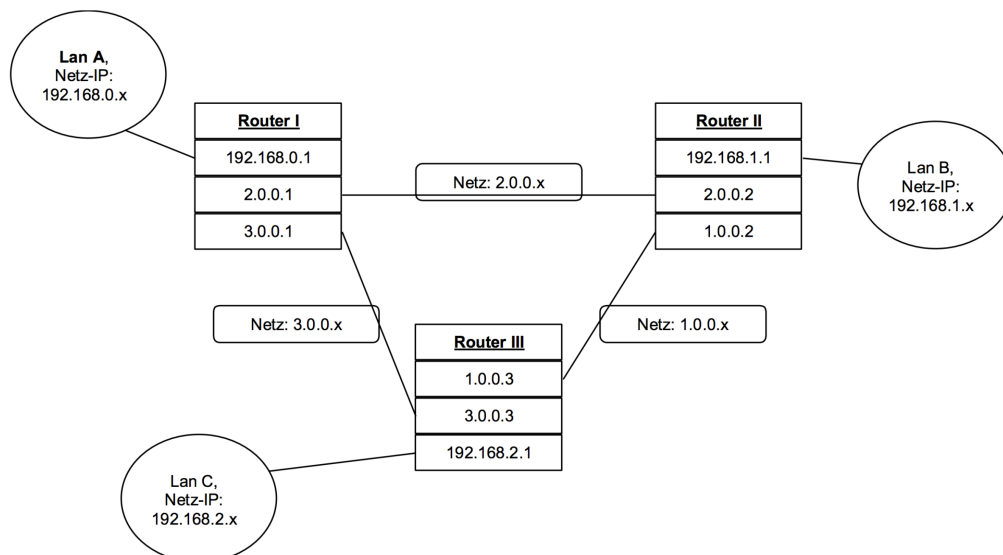 Lan A,
Netz-IP:
192.168.0.x
Router I
192.168.0.1
2.0.0.1
3.0.0.1
Netz: 2.0.0.x
Router II
192.168.1.1
2.0.0.2
1.0.0.2
Lan B,
Netz-IP:
192.168.1.x
Netz: 3.0.0.x
Netz: 1.0.0.x
Router III
1.0.0.3
3.0.0.3
192.168.2.1
Lan C,
Netz-IP:
192.168.2.x